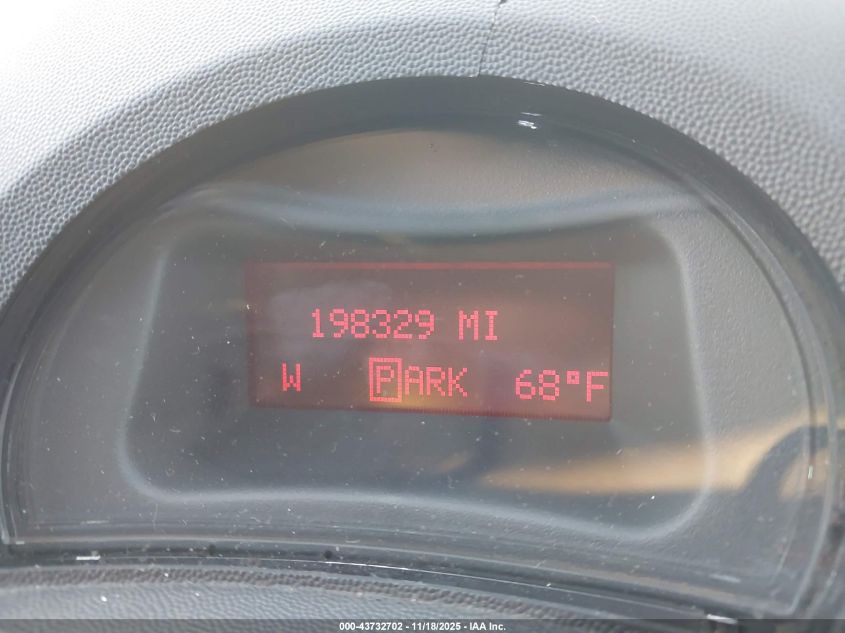 198329 MI
W PARK 68°F
000-43732702 - 11/18/2025 - IAA Inc.